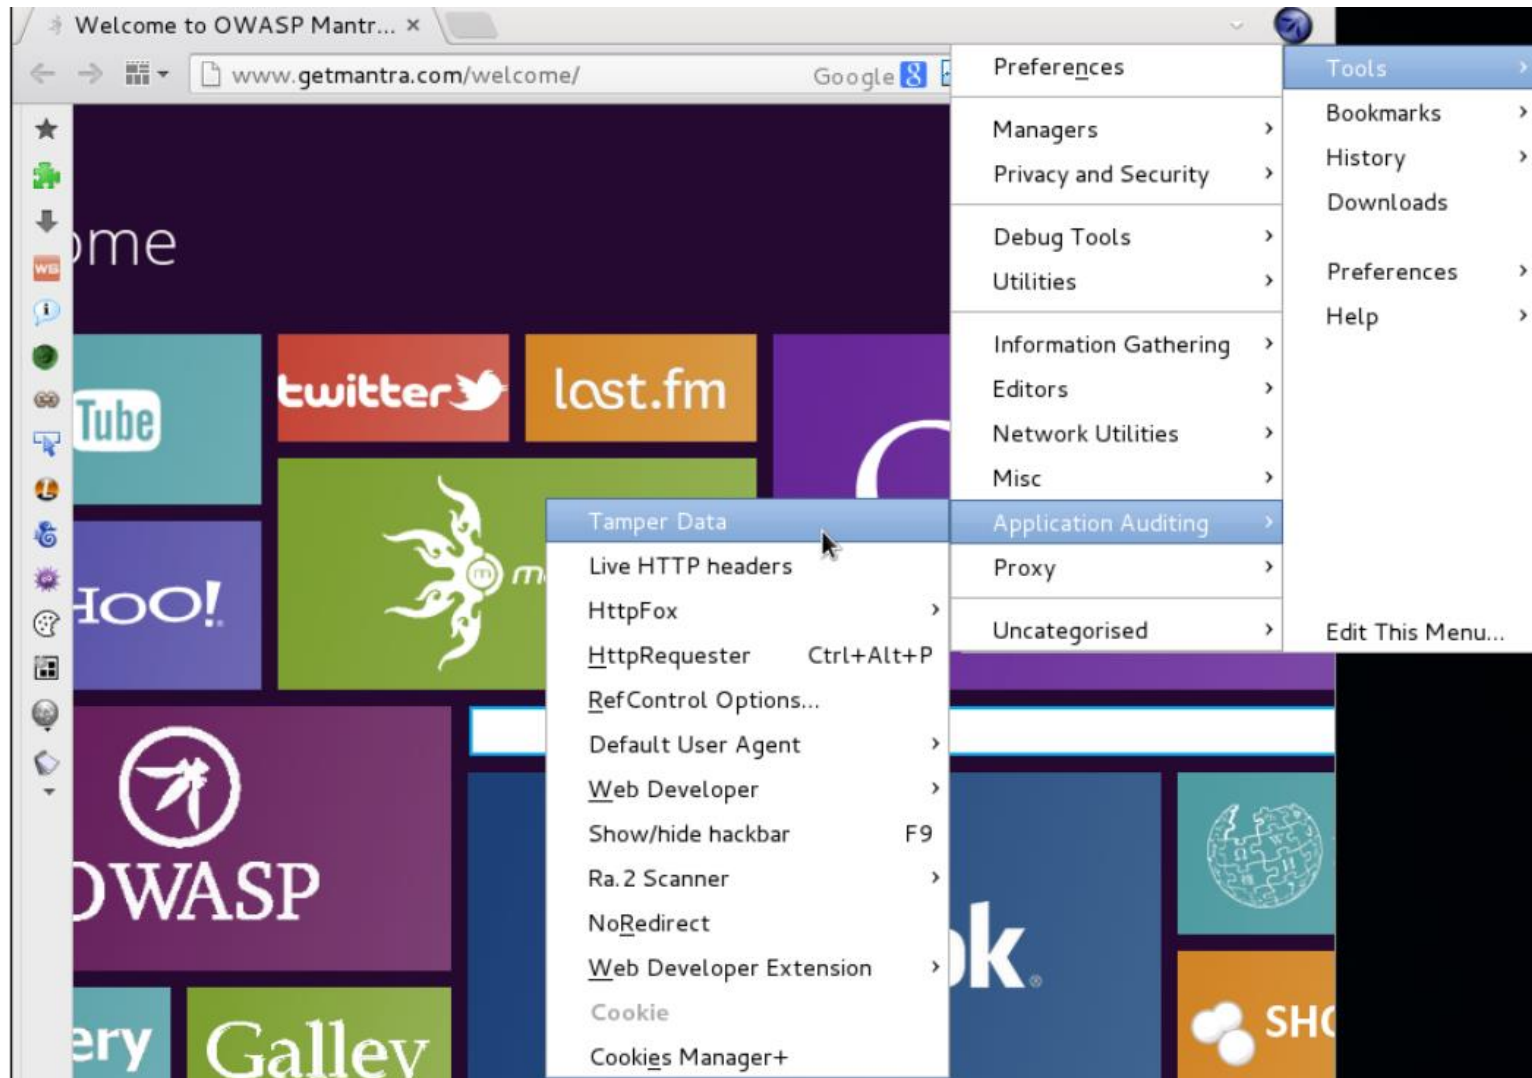 Welcome to OWASP Mantr... ×
www.getmantra.com/welcome/
Google 8
ome
Tube
twitter
last.fm
HOO!
m
OWASP
ok
SHO
ery
Galley
Tools
Bookmarks
History
Downloads
Preferences
Help
Edit This Menu...
Preferences
Managers
Privacy and Security
Debug Tools
Utilities
Information Gathering
Editors
Network Utilities
Misc
Application Auditing
Proxy
Uncategorised
Tamper Data
Live HTTP headers
HttpFox
HttpRequester Ctrl+Alt+P
RefControl Options...
Default User Agent
Web Developer
Show/hide hackbar F9
Ra.2 Scanner
NoRedirect
Web Developer Extension
Cookie
Cookies Manager+